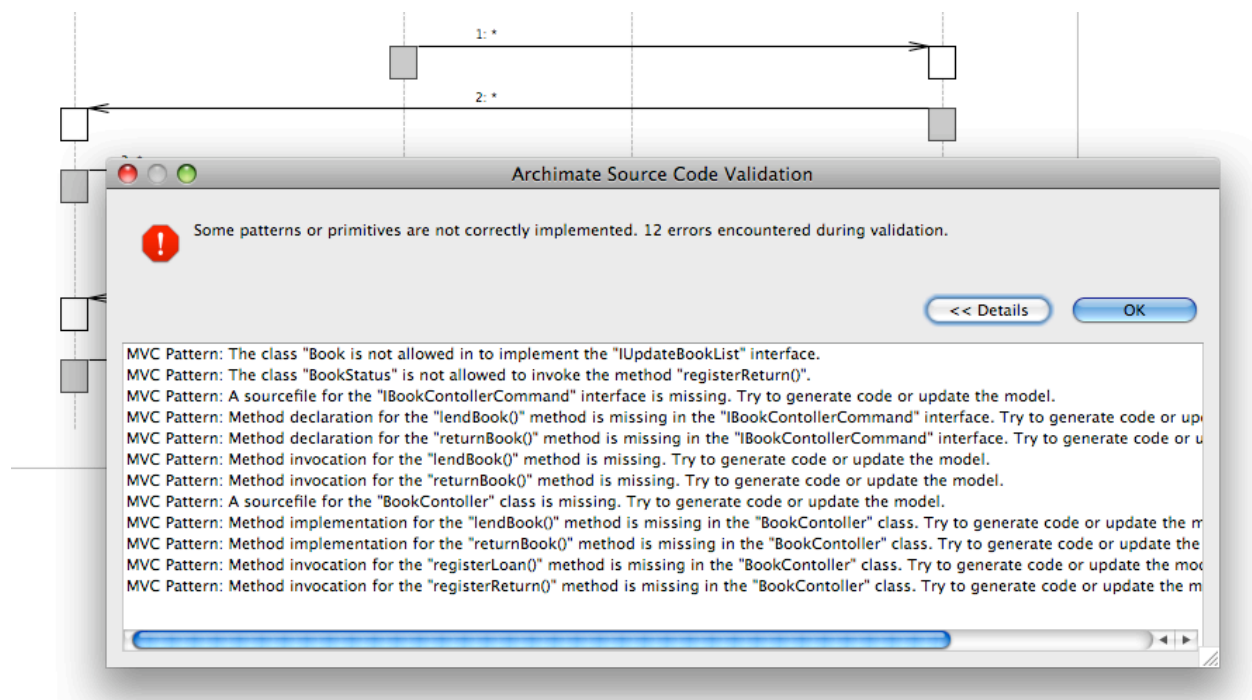 1: *
2: *
Archimate Source Code Validation
Some patterns or primitives are not correctly implemented. 12 errors encountered during validation.
<< Details
OK
MVC Pattern: The class "Book is not allowed in to implement the "IUpdateBookList" interface.
MVC Pattern: The class "BookStatus" is not allowed to invoke the method "registerReturn()".
MVC Pattern: A sourcefile for the "IBookContollerCommand" interface is missing. Try to generate code or update the model.
MVC Pattern: Method declaration for the "lendBook()" method is missing in the "IBookContollerCommand" interface. Try to generate code or up
MVC Pattern: Method declaration for the "returnBook()" method is missing in the "IBookContollerCommand" interface. Try to generate code or u
MVC Pattern: Method invocation for the "lendBook()" method is missing. Try to generate code or update the model.
MVC Pattern: Method invocation for the "returnBook()" method is missing. Try to generate code or update the model.
MVC Pattern: A sourcefile for the "BookContoller" class is missing. Try to generate code or update the model.
MVC Pattern: Method implementation for the "lendBook()" method is missing in the "BookContoller" class. Try to generate code or update the m
MVC Pattern: Method implementation for the "returnBook()" method is missing in the "BookContoller" class. Try to generate code or update the
MVC Pattern: Method invocation for the "registerLoan()" method is missing in the "BookContoller" class. Try to generate code or update the mo
MVC Pattern: Method invocation for the "registerReturn()" method is missing in the "BookContoller" class. Try to generate code or update the m